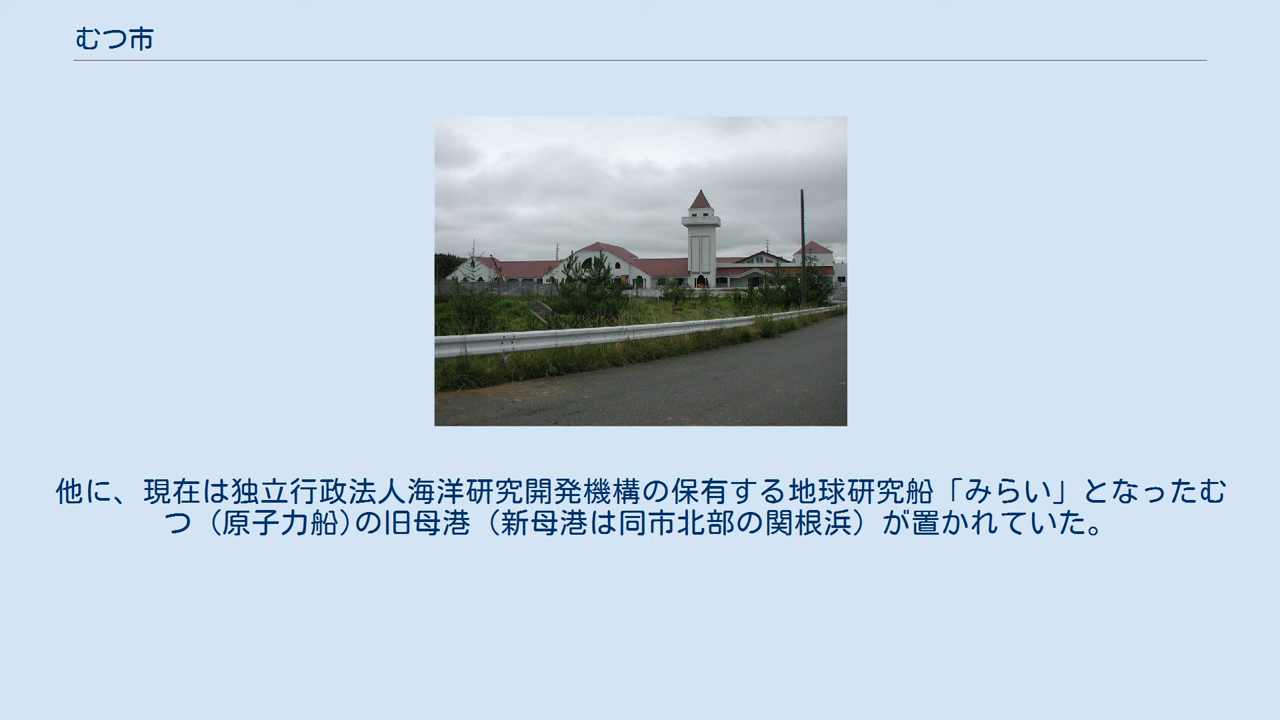 むつ市
他に、現在は独立行政法人海洋研究開発機構の保有する地球研究船「みらい」となったむ
つ（原子力船)の旧母港（新母港は同市北部の関根浜）が置かれていた。